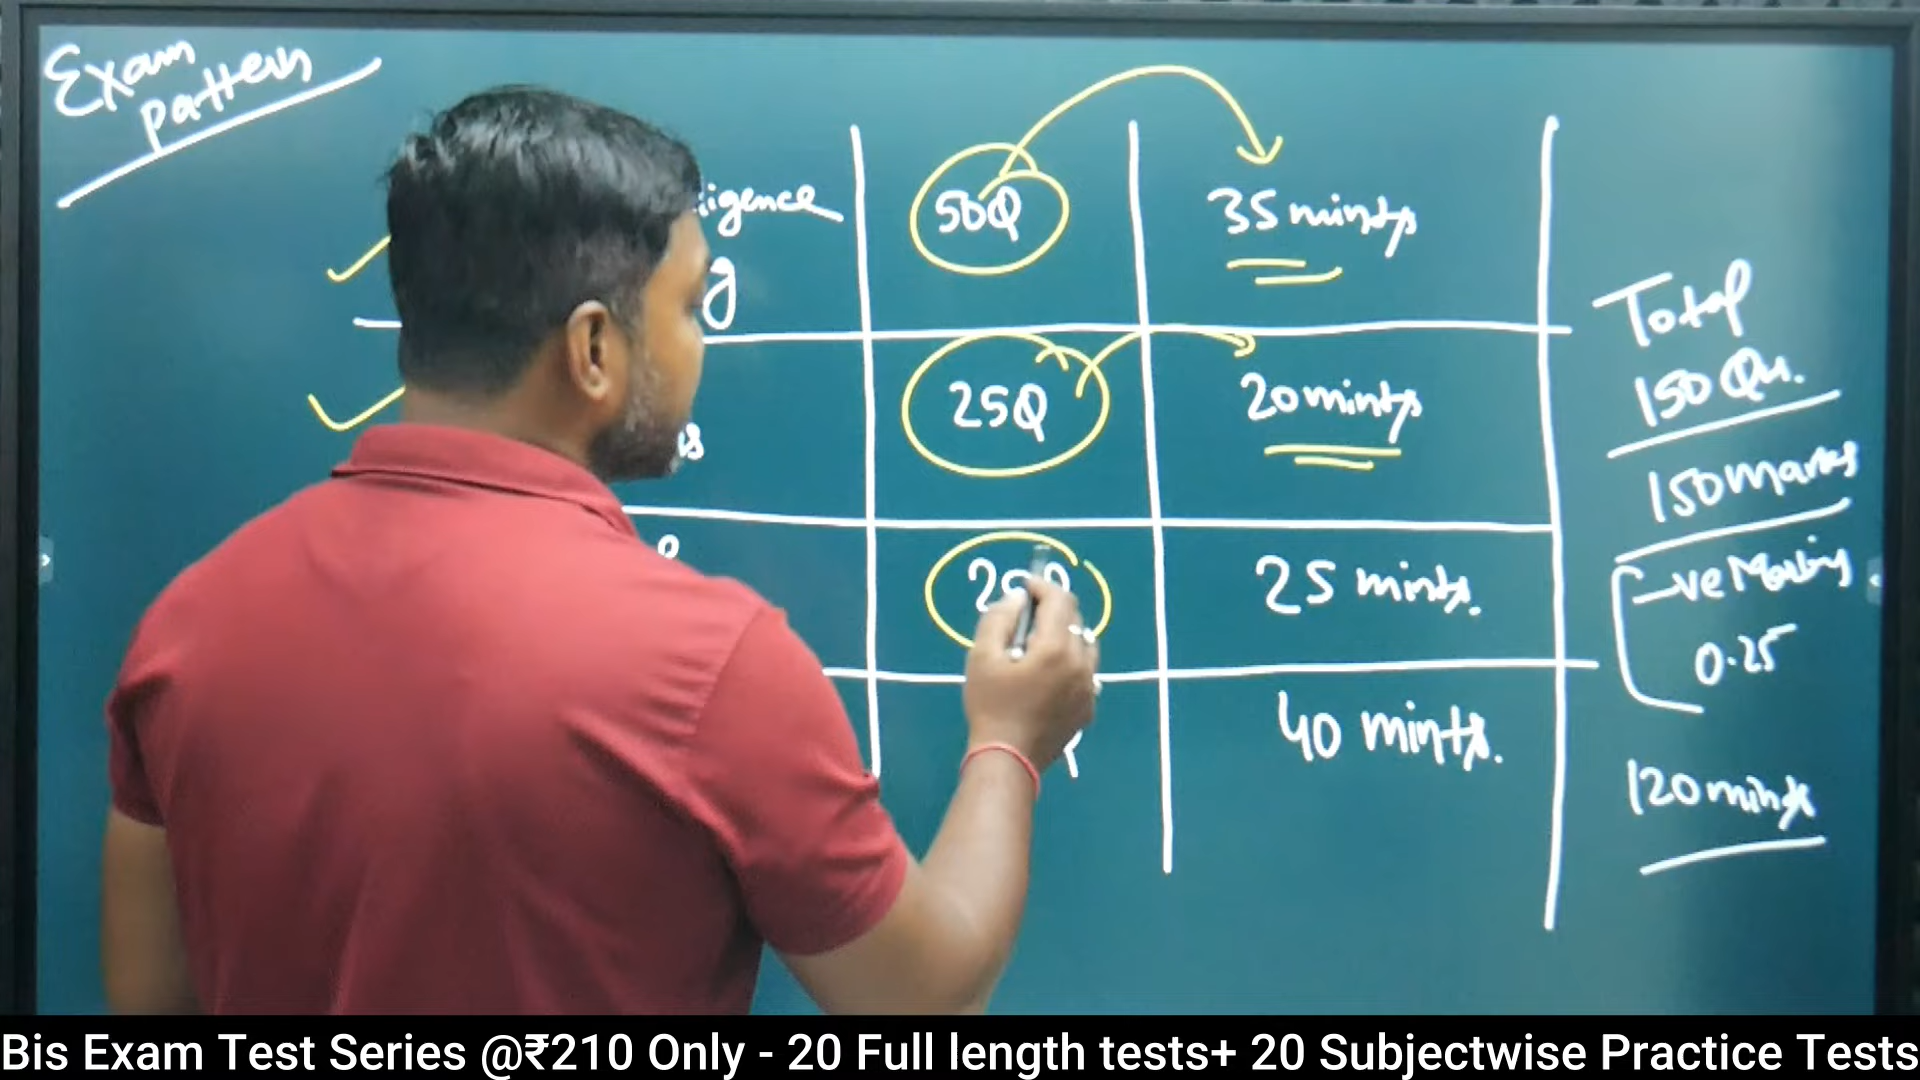 Exam
pattern
50Q
35 mints
25Q
20 mints
25 mints.
40 mints.
Total
150 Qu.
150 marks
-ve Marking
0.25
120 mints
Bis Exam Test Series @₹210 Only - 20 Full length tests+ 20 Subjectwise Practice Tests